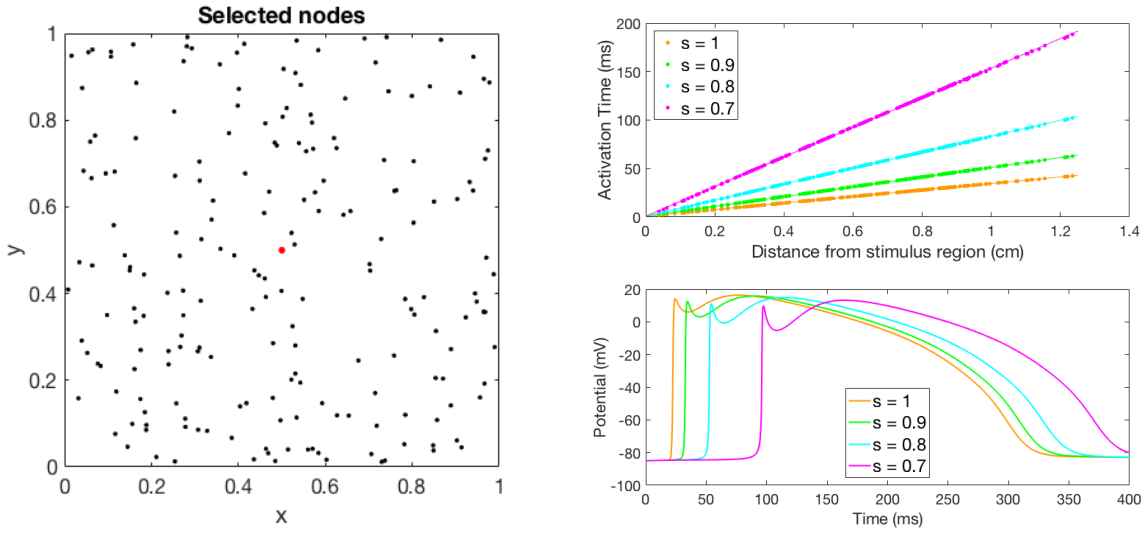 Selected nodes
1
0.8
0.6
0.4
0.2
0
y
0 0.2 0.4 0.6 0.8 1
x
200
150
100
50
0
Activation Time (ms)
s = 1
s = 0.9
s = 0.8
s = 0.7
0 0.2 0.4 0.6 0.8 1 1.2 1.4
Distance from stimulus region (cm)
20
0
-20
-40
-60
-80
-100
Potential (mV)
s = 1
s = 0.9
s = 0.8
s = 0.7
0 50 100 150 200 250 300 350 400
Time (ms)